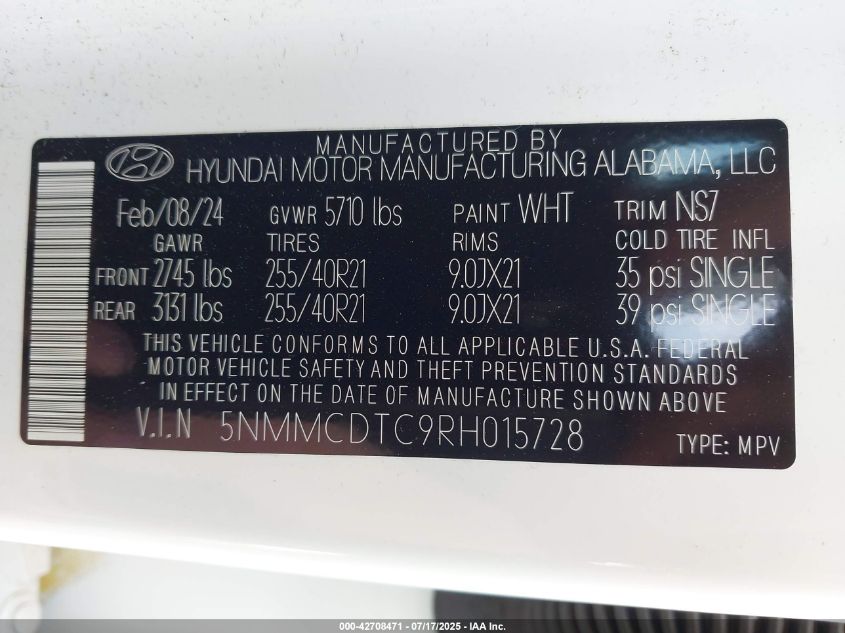 MANUFACTURED BY
HYUNDAI MOTOR MANUFACTURING ALABAMA, LLC
Feb/08/24 GVWR 5710 lbs PAINT WHT TRIM NS7
GAWR TIRES RIMS COLD TIRE INFL
FRONT 2745 lbs 255/40R21 9.0JX21 35 psi SINGLE
REAR 3131 lbs 255/40R21 9.0JX21 39 psi SINGLE
THIS VEHICLE CONFORMS TO ALL APPLICABLE U.S.A. FEDERAL
MOTOR VEHICLE SAFETY AND THEFT PREVENTION STANDARDS
IN EFFECT ON THE DATE OF MANUFACTURE SHOWN ABOVE
V.I.N 5NMMCDTC9RH015728 TYPE: MPV
000-42708471 - 07/17/2025 - IAA Inc.